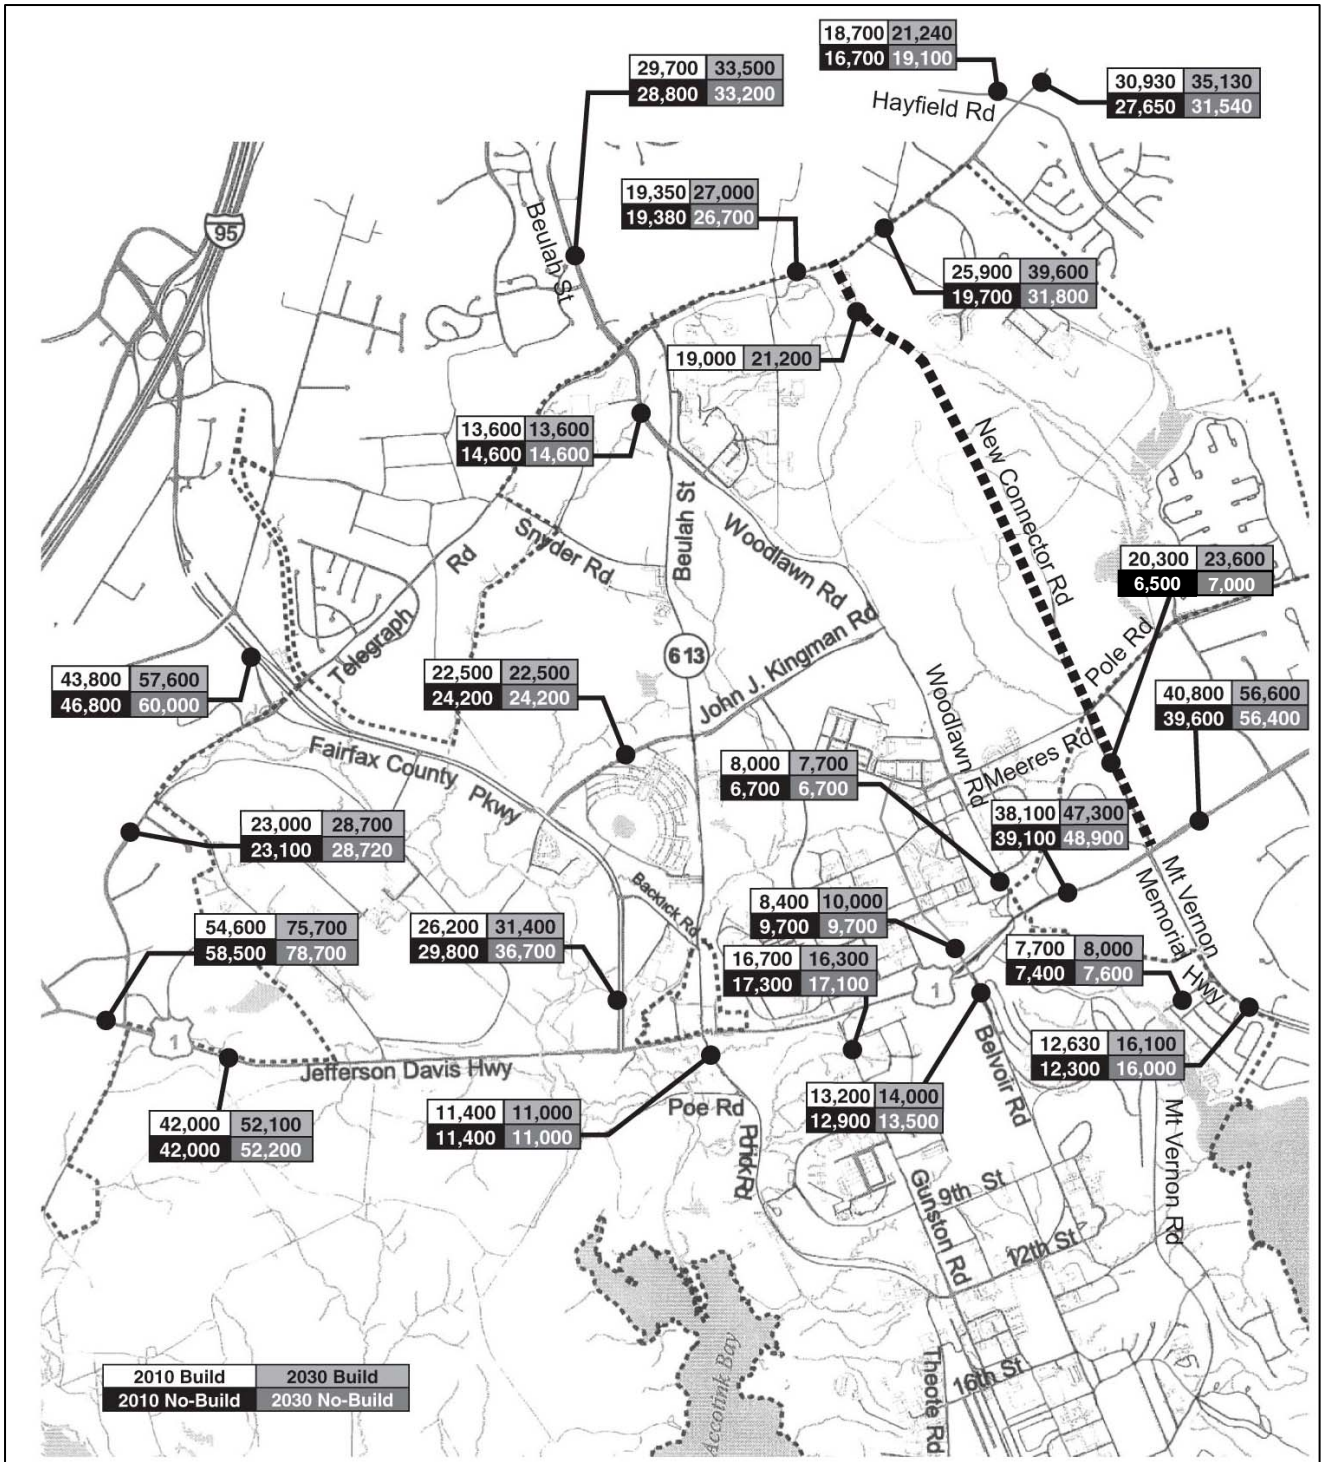 18,700 21,240
16,700 19,100
29,700 33,500
28,800 33,200
30,930 35,130
27,650 31,540
Hayfield Rd
19,350 27,000
19,380 26,700
95
Beulah St
25,900 39,600
19,700 31,800
19,000 21,200
13,600 13,600
14,600 14,600
New Connector Rd
Beulah St
Snyder Rd
Woodlawn Rd
Telegraph Rd
20,300 23,600
6,500 7,000
613
John J. Kingman Rd
Pole Rd
43,800 57,600
46,800 60,000
22,500 22,500
24,200 24,200
Woodlawn Rd
40,800 56,600
39,600 56,400
Fairfax County Pkwy
8,000 7,700
6,700 6,700
Meeres Rd
23,000 28,700
23,100 28,720
38,100 47,300
39,100 48,900
Backlick Rd
Mt Vernon
Memorial Hwy
54,600 75,700
58,500 78,700
26,200 31,400
29,800 36,700
8,400 10,000
9,700 9,700
16,700 16,300
17,300 17,100
7,700 8,000
7,400 7,600
1
1
Jefferson Davis Hwy
Belvoir Rd
12,630 16,100
12,300 16,000
42,000 52,100
42,000 52,200
11,400 11,000
11,400 11,000
Poe Rd
13,200 14,000
12,900 13,500
Mt Vernon Rd
Gunston Rd
9th St
12th St
16th St
Theote Rd
Accotink Bay
2010 Build 2030 Build
2010 No-Build 2030 No-Build